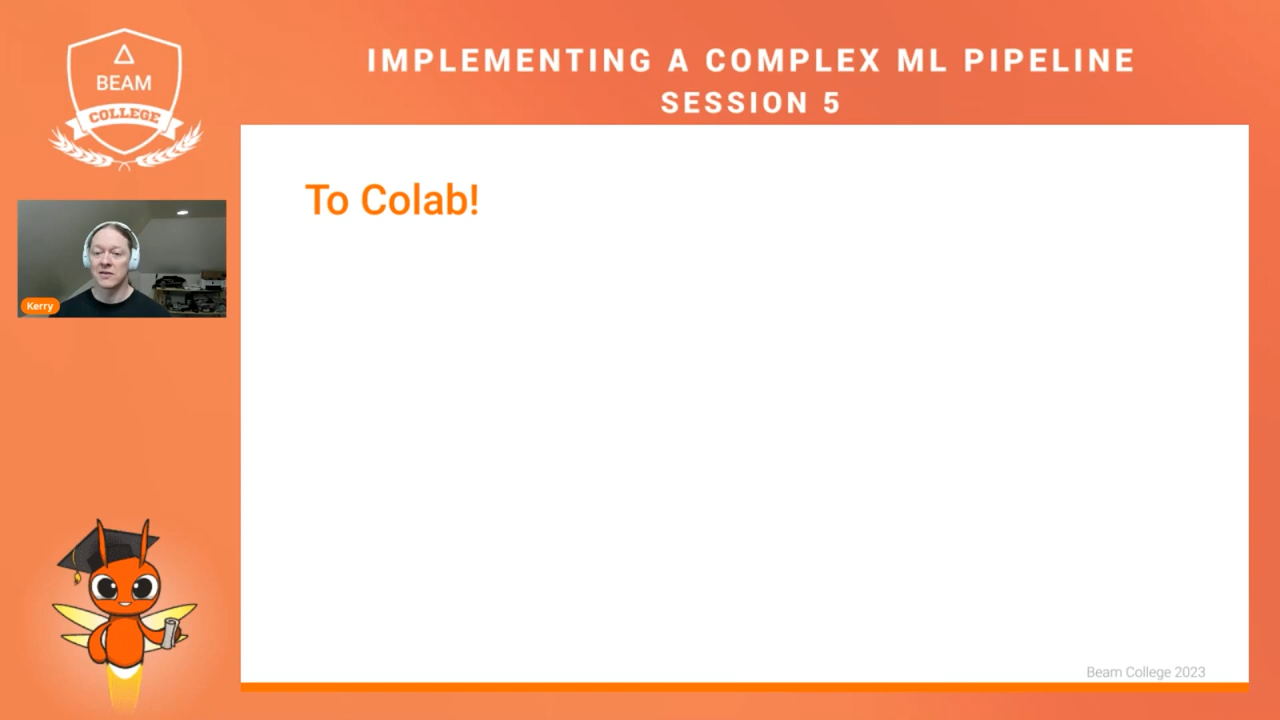 IMPLEMENTING A COMPLEX ML PIPELINE
SESSION 5
BEAM
COLLEGE
To Colab!
Kerry
Beam College 2023